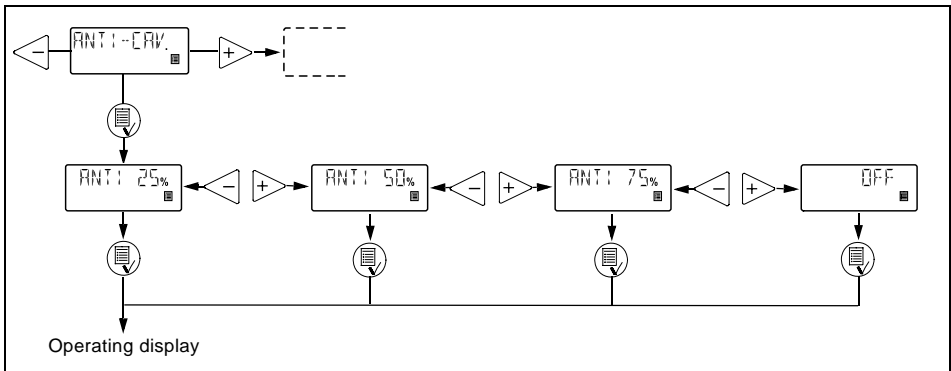 ANTI-CAV.
ANTI 25%
ANTI 50%
ANTI 75%
OFF
Operating display